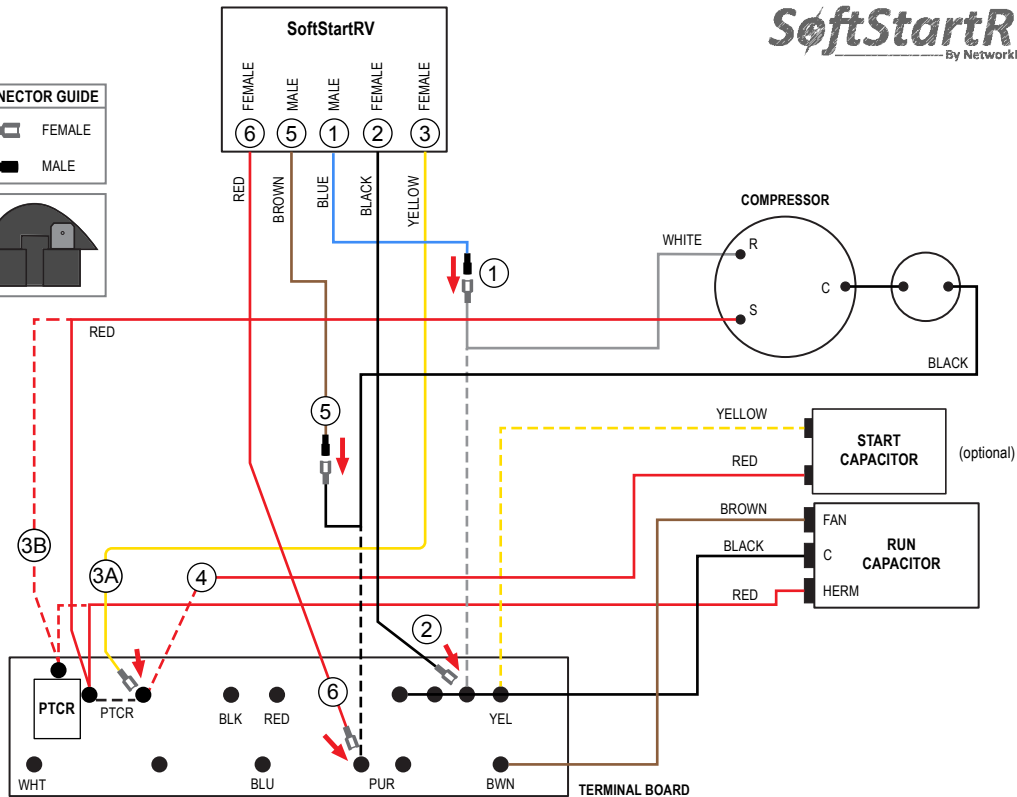 SoftStartRV
SoftStartR
By Network
NECTOR GUIDE
FEMALE
MALE
FEMALE
MALE
MALE
FEMALE
FEMALE
6
5
1
2
3
RED
BROWN
BLUE
BLACK
YELLOW
COMPRESSOR
WHITE
R
C
S
1
RED
BLACK
5
YELLOW
START
CAPACITOR
(optional)
RED
BROWN
FAN
BLACK
C
RUN
CAPACITOR
RED
HERM
3B
3A
4
2
6
PTCR
PTCR
BLK
RED
YEL
WHT
BLU
PUR
BWN
TERMINAL BOARD